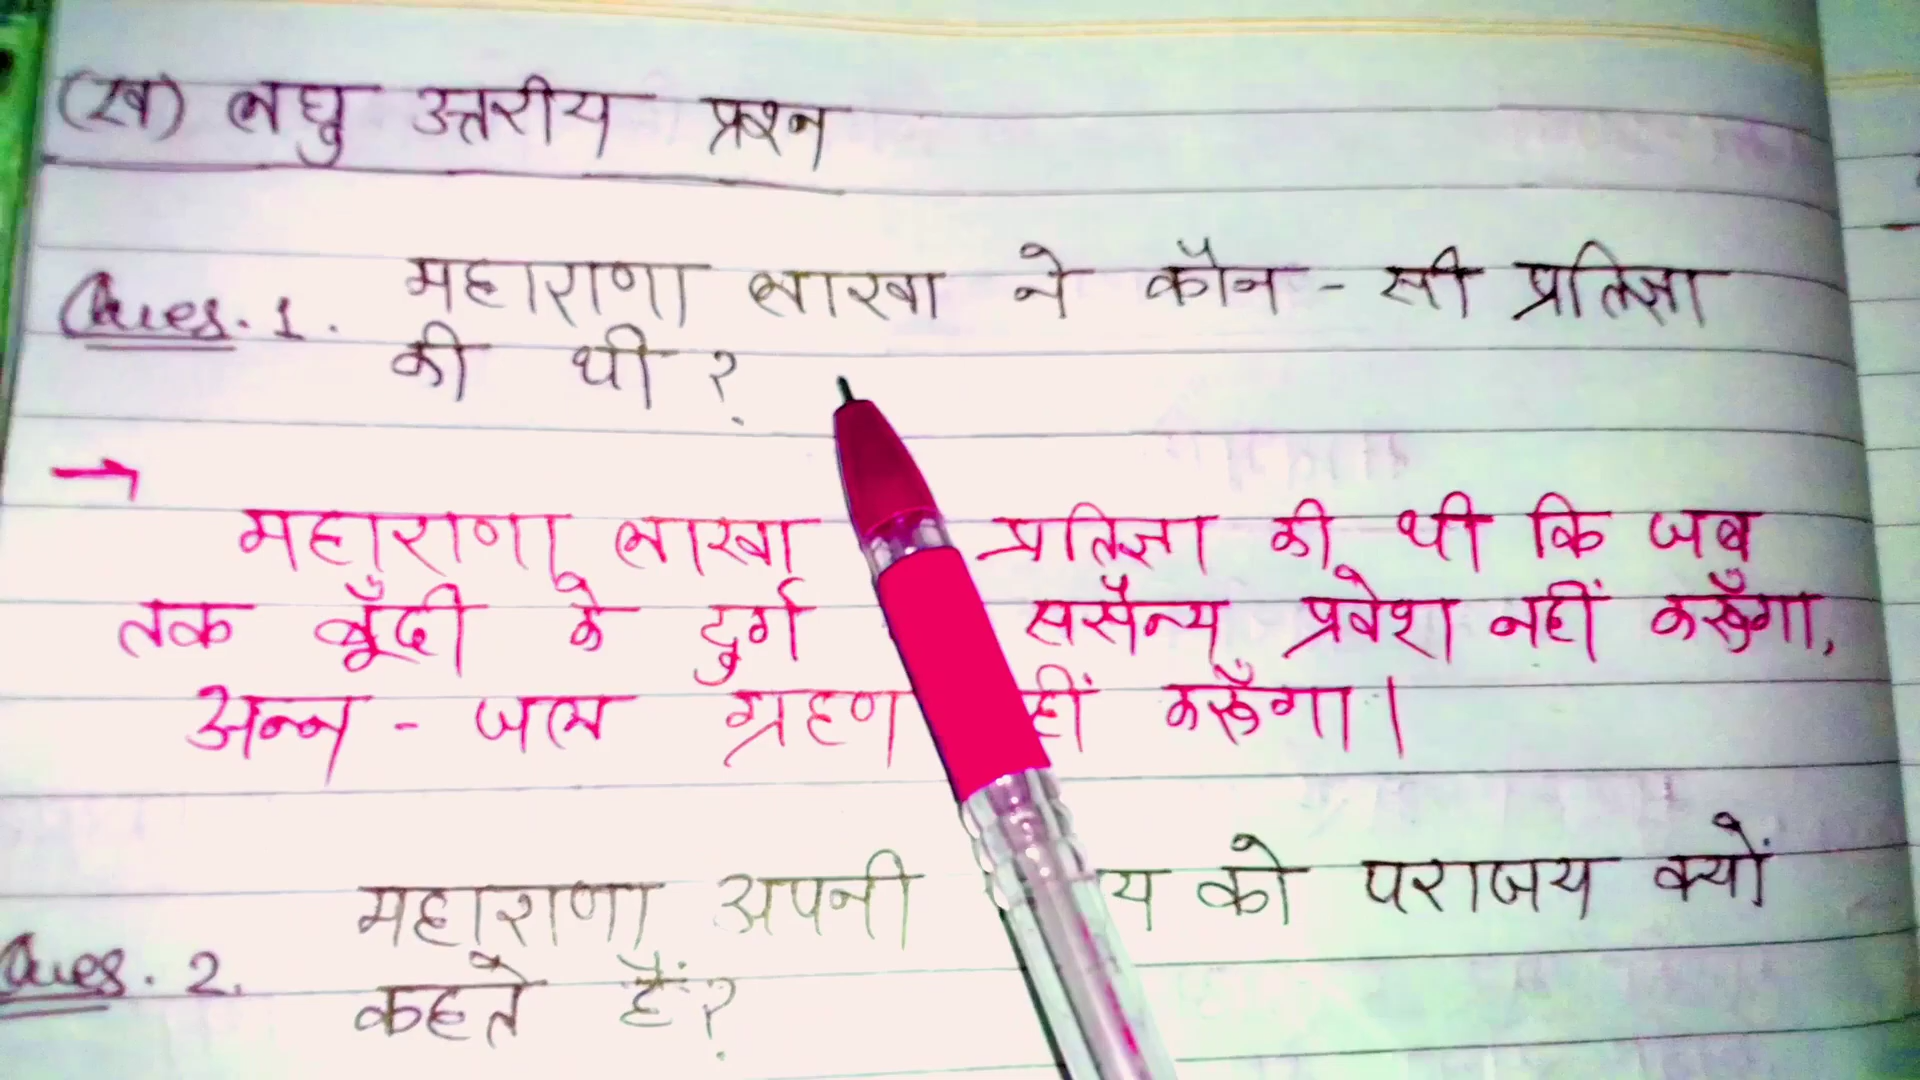 (ख) लघु उत्तरीय प्रश्न
Ques. 1. महाराणा लाखा ने कौन - सी प्रतिज्ञा
की थी ?
→
महाराणा लाखा प्रतिज्ञा की थी कि जब
तक बूँदी के दुर्ग ससैन्य प्रवेश नहीं करूँगा,
अन्न - जल ग्रहण करूँगा।
महाराणा अपनी को पराजय क्यों
Ques. 2. कहते हैं?